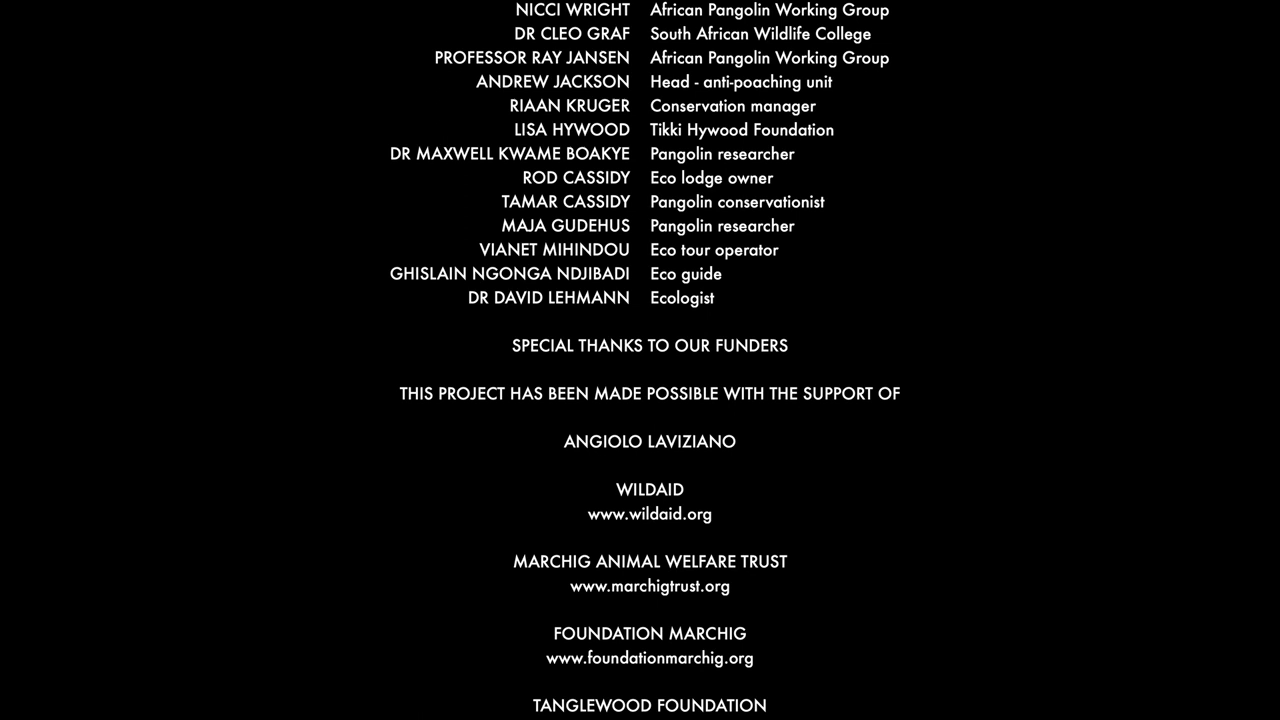 NICCI WRIGHT African Pangolin Working Group
DR CLEO GRAF South African Wildlife College
PROFESSOR RAY JANSEN African Pangolin Working Group
ANDREW JACKSON Head - anti-poaching unit
RIAAN KRUGER Conservation manager
LISA HYWOOD Tikki Hywood Foundation
DR MAXWELL KWAME BOAKYE Pangolin researcher
ROD CASSIDY Eco lodge owner
TAMAR CASSIDY Pangolin conservationist
MAJA GUDEHUS Pangolin researcher
VIANET MIHINDOU Eco tour operator
GHISLAIN NGONGA NDJIBADI Eco guide
DR DAVID LEHMANN Ecologist
SPECIAL THANKS TO OUR FUNDERS
THIS PROJECT HAS BEEN MADE POSSIBLE WITH THE SUPPORT OF
ANGIOLO LAVIZIANO
WILDAID
www.wildaid.org
MARCHIG ANIMAL WELFARE TRUST
www.marchigtrust.org
FOUNDATION MARCHIG
www.foundationmarchig.org
TANGLEWOOD FOUNDATION